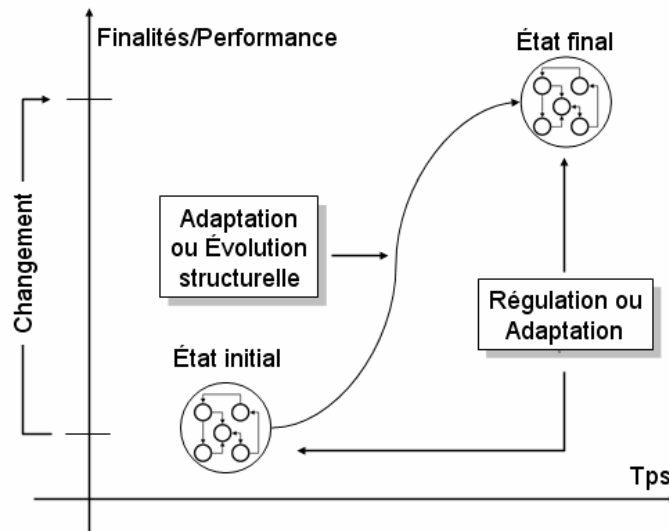 Finalités/Performance
État final
Changement
Adaptation
ou Évolution
structurelle
Régulation ou
Adaptation
État initial
Tps